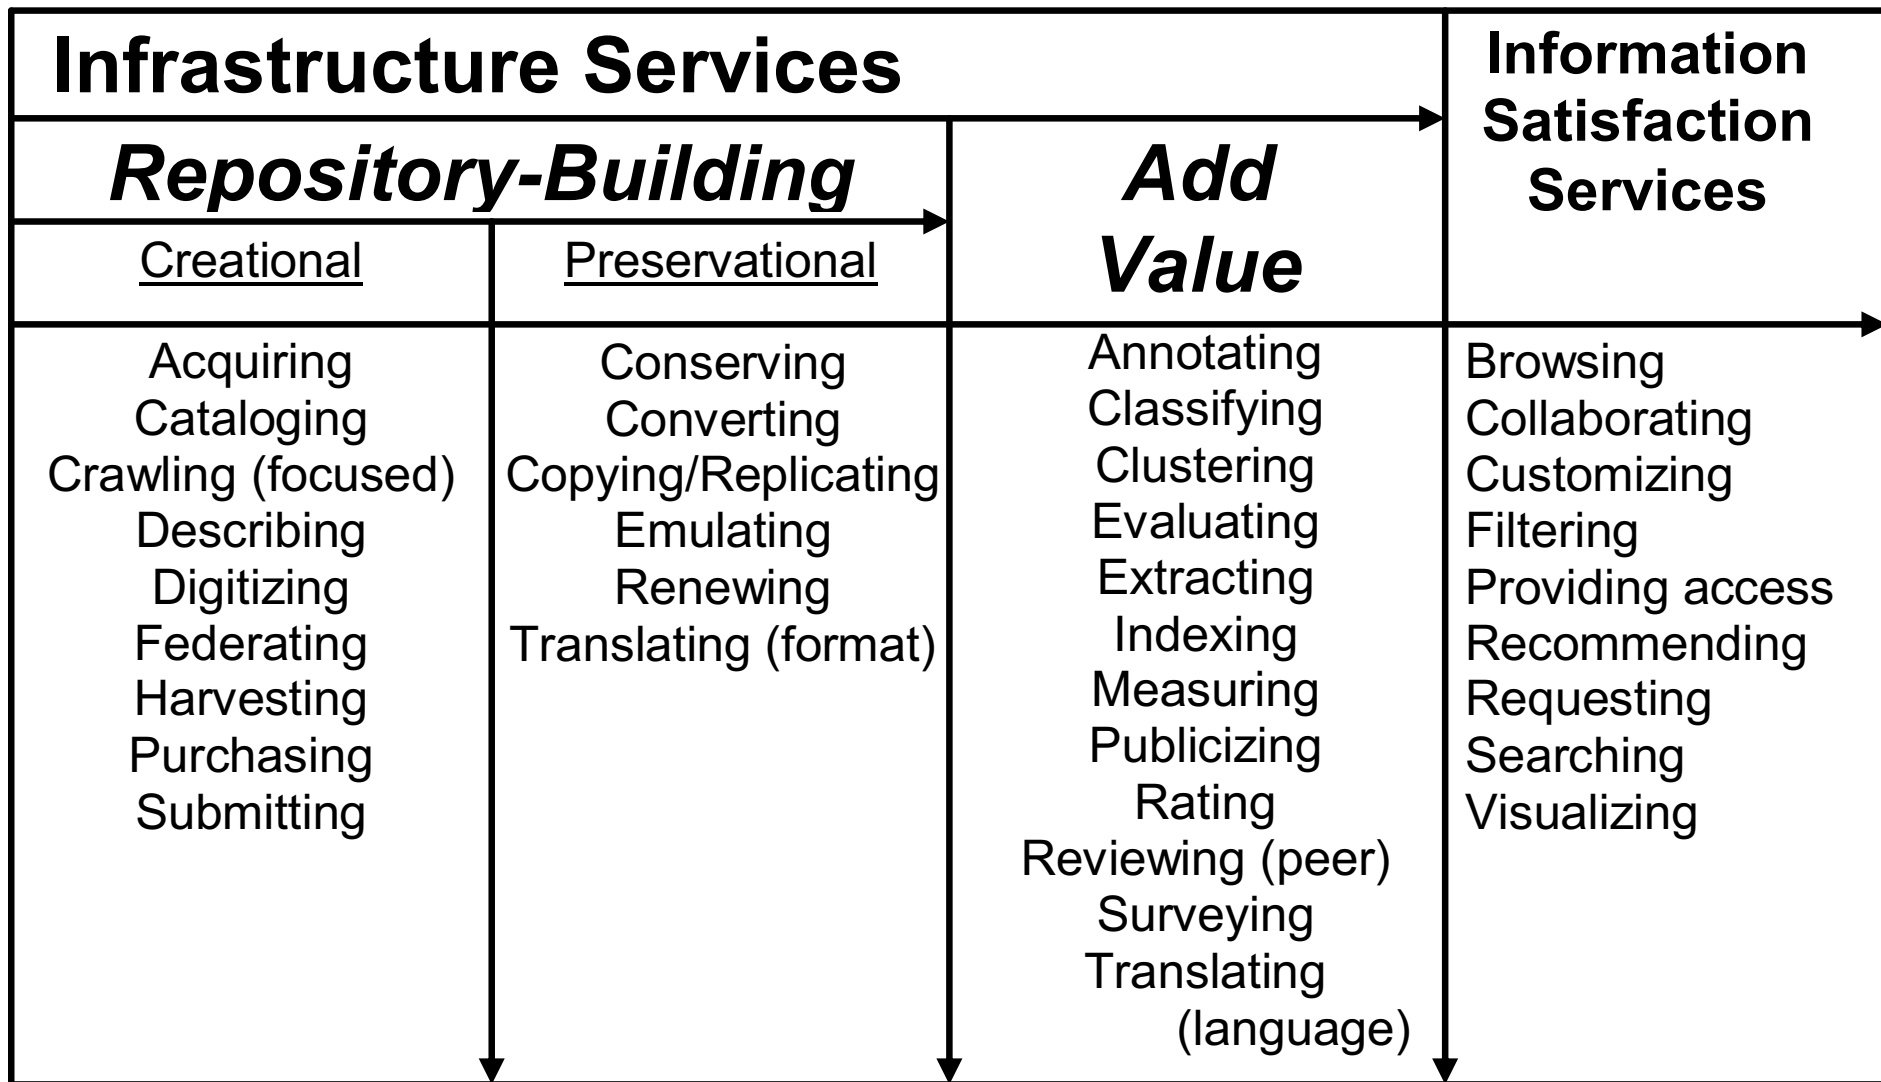 Infrastructure Services
Information
Satisfaction
Services
Repository-Building
Add
Value
Creational
Preservational
Acquiring
Cataloging
Crawling (focused)
Describing
Digitizing
Federating
Harvesting
Purchasing
Submitting
Conserving
Converting
Copying/Replicating
Emulating
Renewing
Translating (format)
Annotating
Classifying
Clustering
Evaluating
Extracting
Indexing
Measuring
Publicizing
Rating
Reviewing (peer)
Surveying
Translating
(language)
Browsing
Collaborating
Customizing
Filtering
Providing access
Recommending
Requesting
Searching
Visualizing